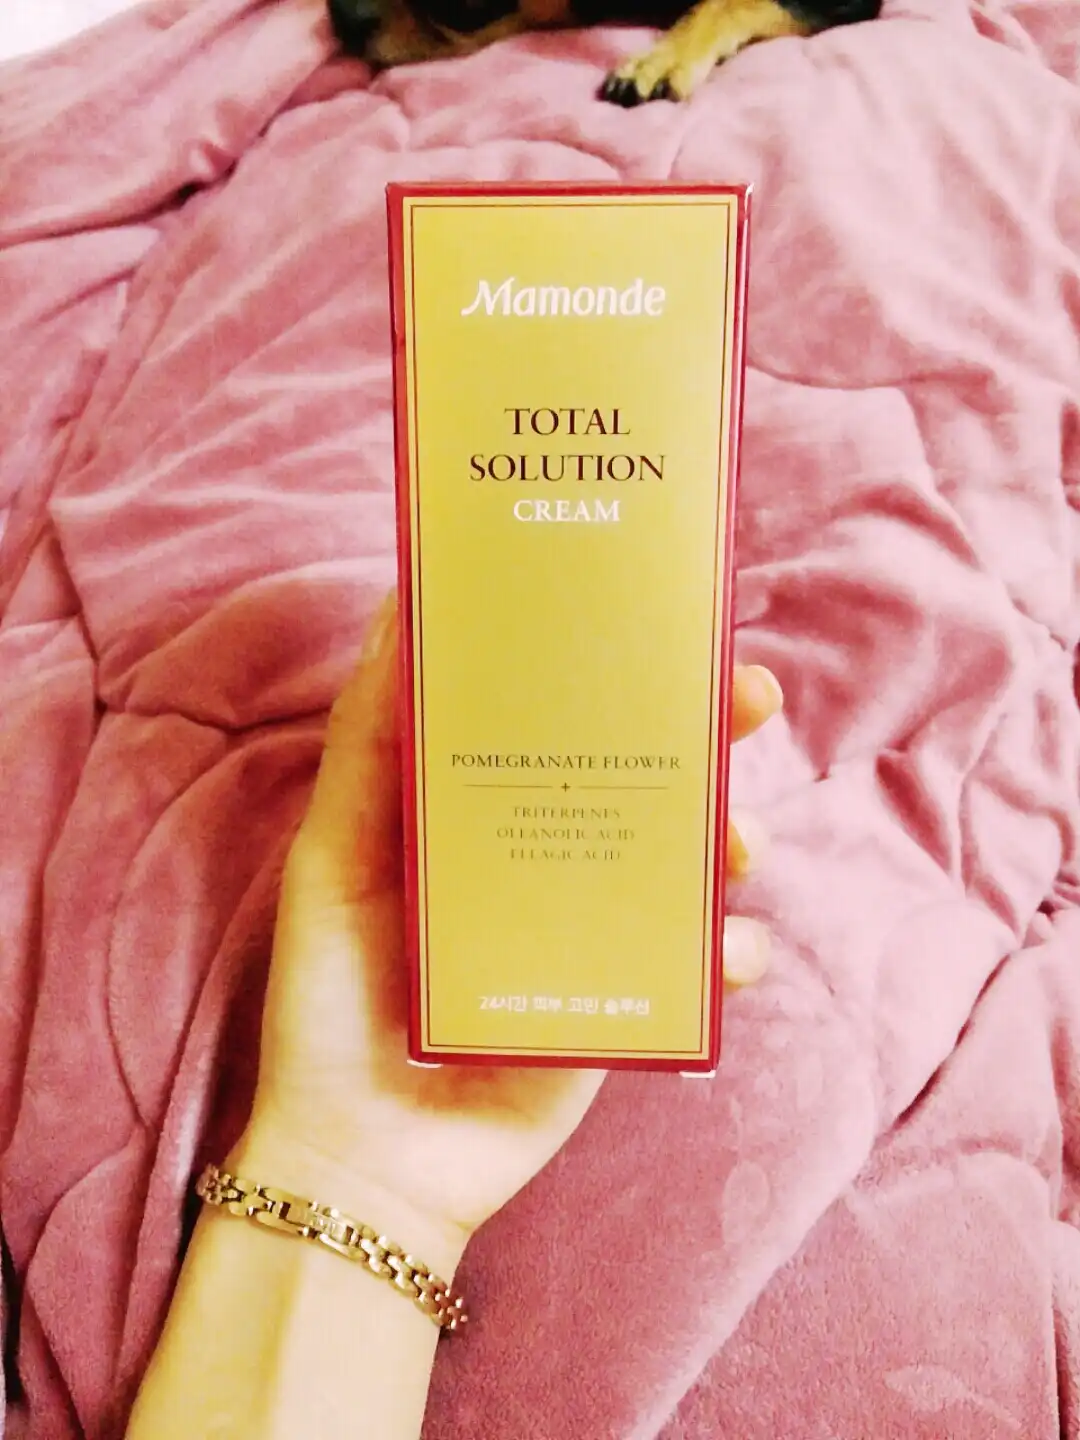 Mamonde
TOTAL
SOLUTION
CREAM
POMEGRANATE FLOWER
+
TRITERPENES
OLEANOLIC ACID
ELLAGIC ACID
24시간 피부 고민 솔루션